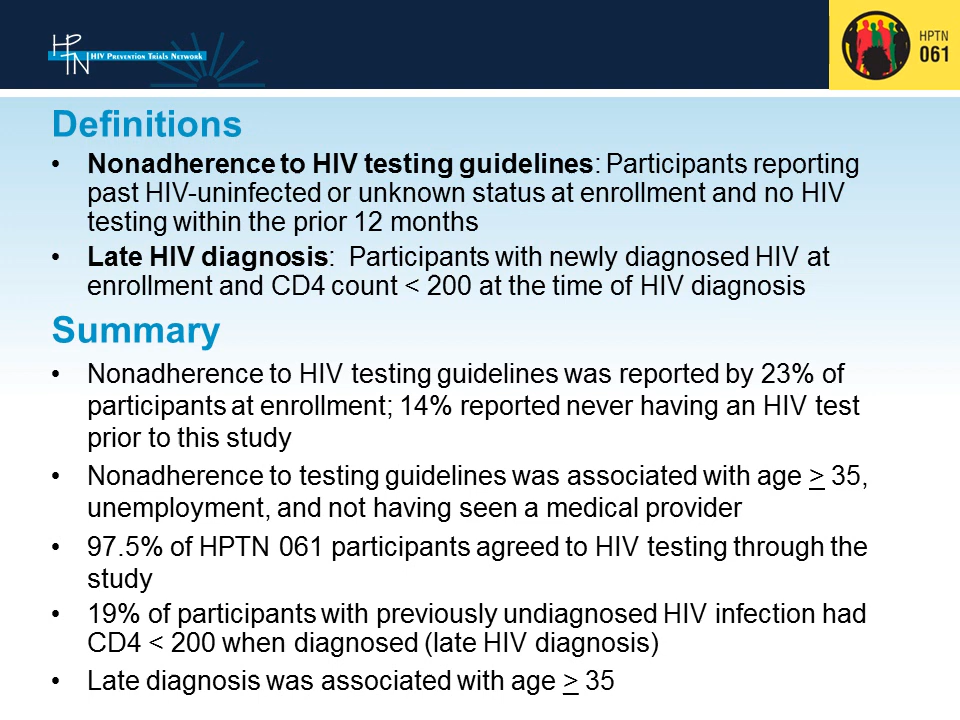 HPTN
HIV Prevention Trials Network
HPTN
061
Definitions
• Nonadherence to HIV testing guidelines: Participants reporting
past HIV-uninfected or unknown status at enrollment and no HIV
testing within the prior 12 months
• Late HIV diagnosis:  Participants with newly diagnosed HIV at
enrollment and CD4 count < 200 at the time of HIV diagnosis
Summary
• Nonadherence to HIV testing guidelines was reported by 23% of
participants at enrollment; 14% reported never having an HIV test
prior to this study
• Nonadherence to testing guidelines was associated with age ≥ 35,
unemployment, and not having seen a medical provider
• 97.5% of HPTN 061 participants agreed to HIV testing through the
study
• 19% of participants with previously undiagnosed HIV infection had
CD4 < 200 when diagnosed (late HIV diagnosis)
• Late diagnosis was associated with age ≥ 35